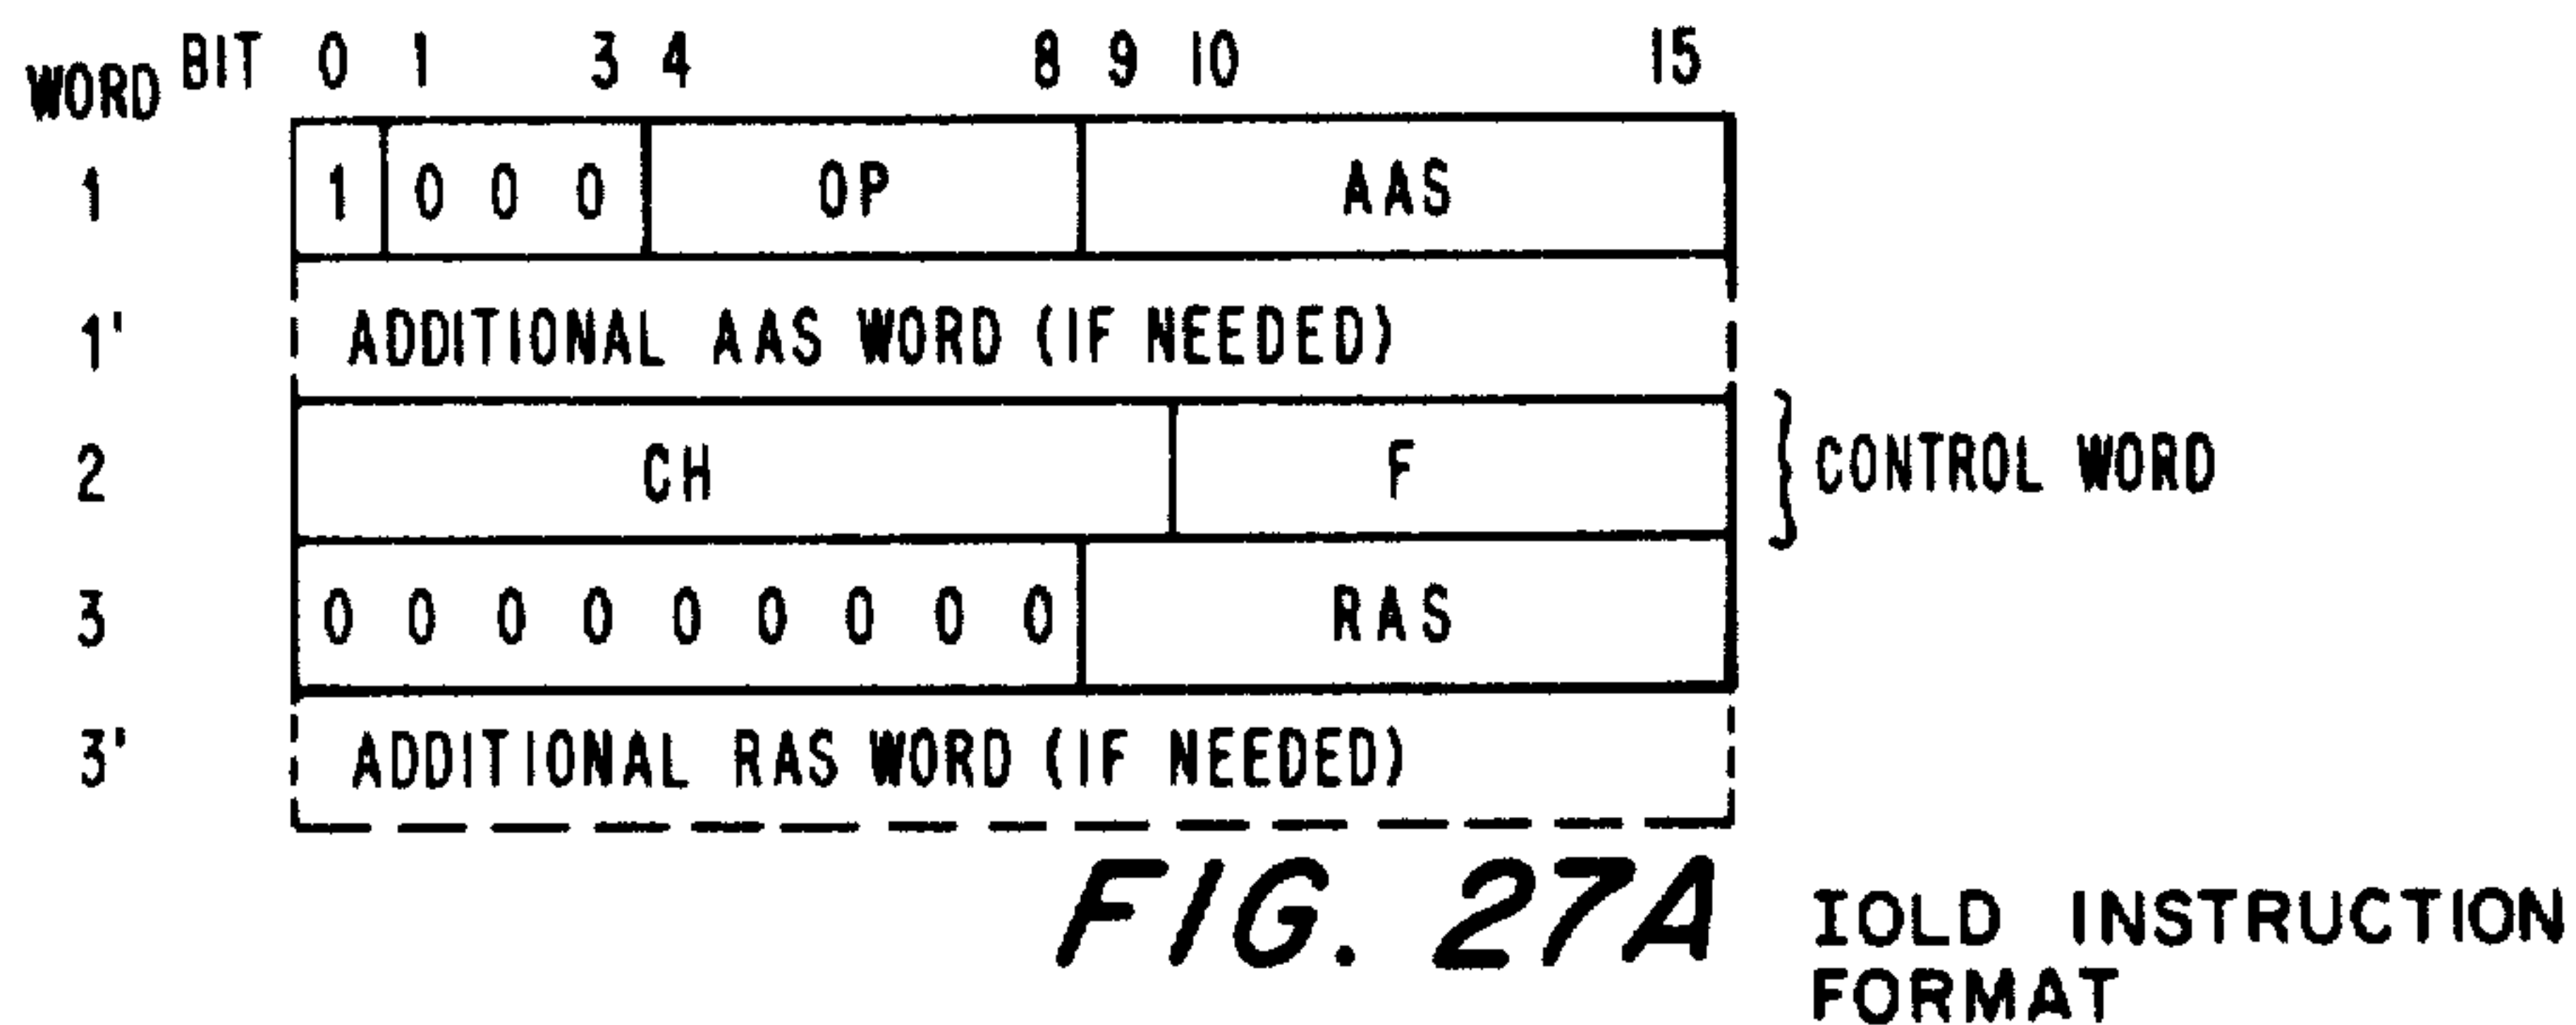 WORD BIT 0 1 3 4 8 9 10 15
1 1 0 0 0 OP AAS
1' ADDITIONAL AAS WORD (IF NEEDED)
2 CH F } CONTROL WORD
3 0 0 0 0 0 0 0 0 0 RAS
3' ADDITIONAL RAS WORD (IF NEEDED)
FIG. 27A IOLD INSTRUCTION
FORMAT